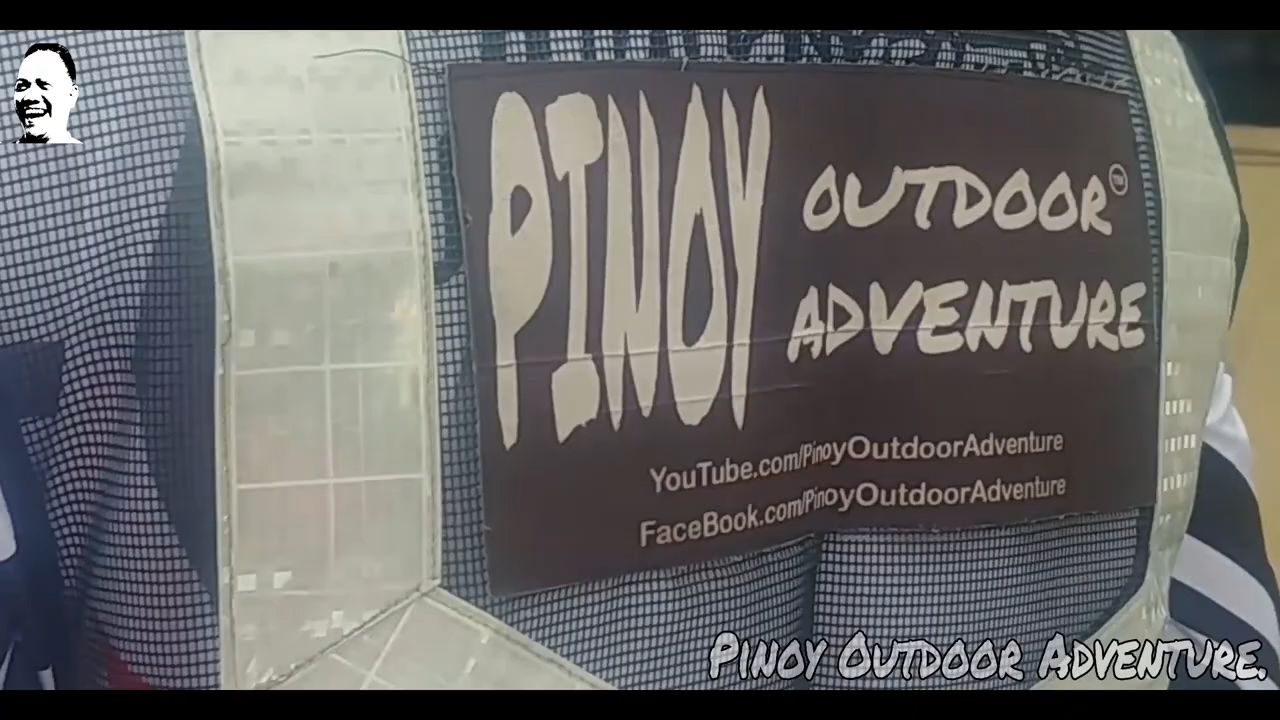 PINOY
OUTDOOR™
ADVENTURE
YouTube.com/PinoyOutdoorAdventure
FaceBook.com/PinoyOutdoorAdventure
PINOY OUTDOOR ADVENTURE.